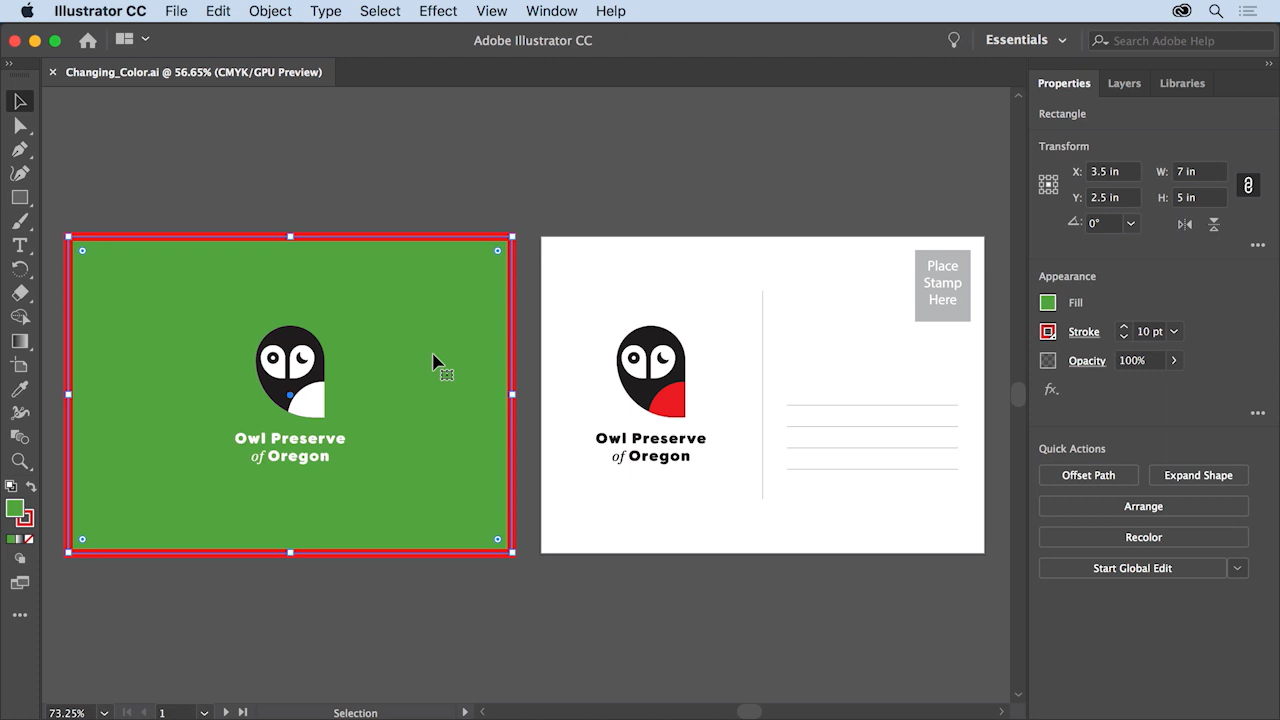 Illustrator CC File Edit Object Type Select Effect View Window Help
Adobe Illustrator CC
Essentials
Search Adobe Help
× Changing_Color.ai @ 56.65% (CMYK/GPU Preview)
Properties Layers Libraries
Rectangle
Transform
X: 3.5 in W: 7 in
Y: 2.5 in H: 5 in
0°
Appearance
Fill
Stroke 10 pt
Opacity 100%
fx.
Quick Actions
Offset Path Expand Shape
Arrange
Recolor
Start Global Edit
Owl Preserve
of Oregon
Place
Stamp
Here
Owl Preserve
of Oregon
73.25% 1 Selection